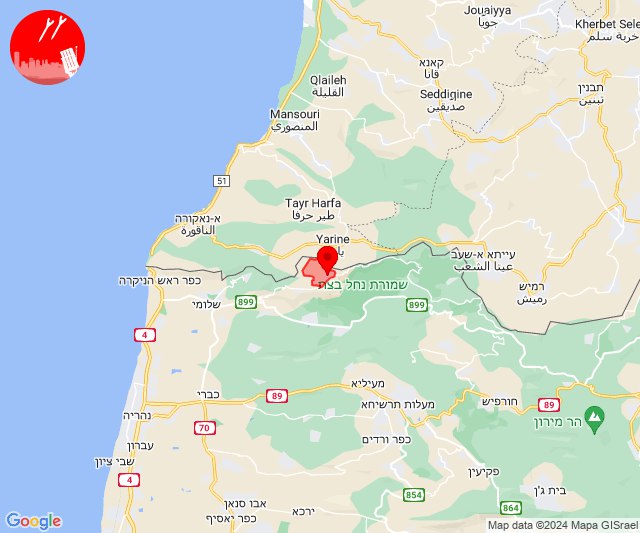 Jouaiyya
جويا
Kherbet Sele
خربة سلم
קאנא
قانا
Qlaileh
القليلة
Seddiqine
صديقين
תבנין
تبنين
Mansouri
المنصوري
51
Tayr Harfa
طير حرفا
א-נאקורה
الناقورة
Yarine
עייתא א-שעב
عيتا الشعب
רמיש
رميش
כפר ראש הניקרה
שמורת נחל בצת
899
899
שלומי
4
89
מעיליא
כברי
מעלות תרשיחא
חורפיש
89
הר מירון
נהריה
70
כפר ורדים
עברון
שבי ציון
פקיעין
4
בית ג'ן
854
864
אבו סנאן
ירכא
כפר יאסיף
Google
Map data ©2024 Mapa GISrael